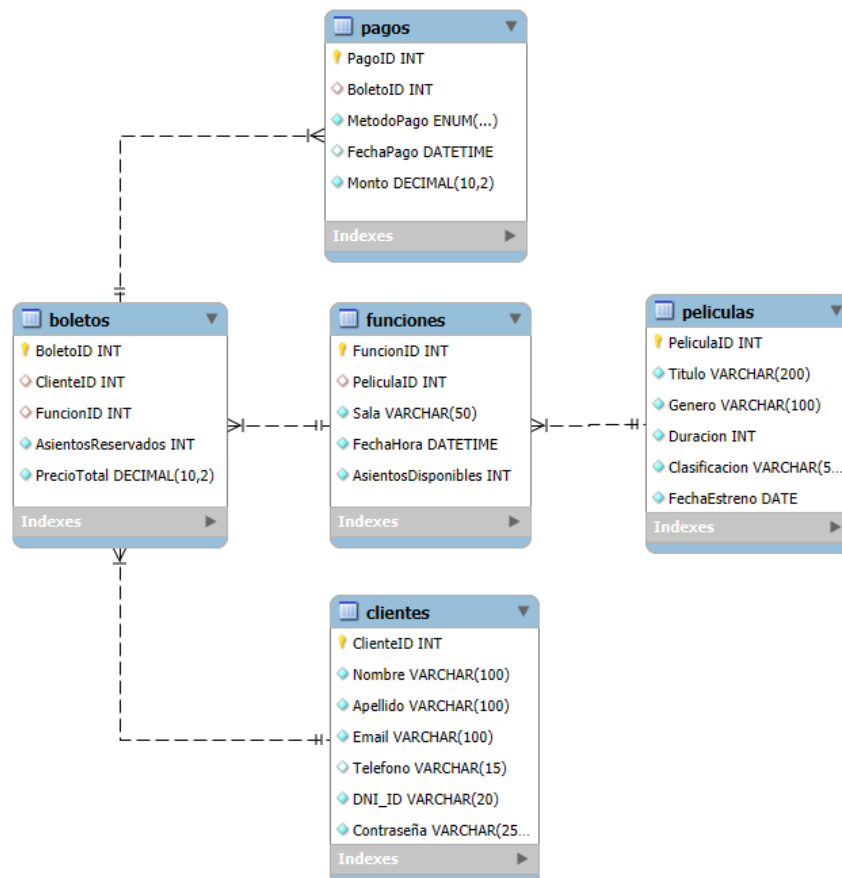 pagos
PagoID INT
BoletoID INT
MetodoPago ENUM(...)
FechaPago DATETIME
Monto DECIMAL(10,2)
Indexes
boletos
BoletoID INT
ClienteID INT
FuncionID INT
AsientosReservados INT
PrecioTotal DECIMAL(10,2)
Indexes
funciones
FuncionID INT
PeliculaID INT
Sala VARCHAR(50)
FechaHora DATETIME
AsientosDisponibles INT
Indexes
peliculas
PeliculaID INT
Titulo VARCHAR(200)
Genero VARCHAR(100)
Duracion INT
Clasificacion VARCHAR(5...
FechaEstreno DATE
Indexes
clientes
ClienteID INT
Nombre VARCHAR(100)
Apellido VARCHAR(100)
Email VARCHAR(100)
Telefono VARCHAR(15)
DNI_ID VARCHAR(20)
Contraseña VARCHAR(25...
Indexes